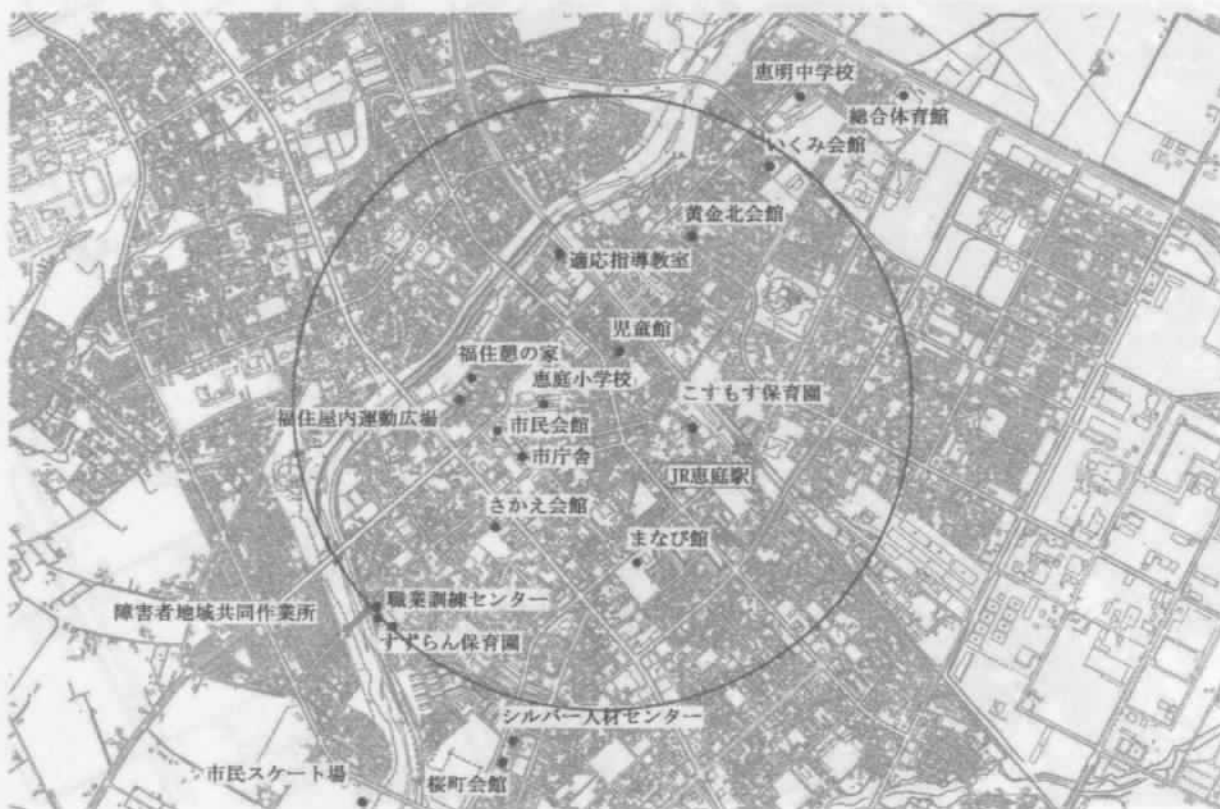 恵明中学校
総合体育館
いくみ会館
黄金北会館
適応指導教室
児童館
福住憩の家
恵庭小学校
こすもす保育園
福住屋内運動広場
市民会館
市庁舎
JR恵庭駅
さかえ会館
まなび館
職業訓練センター
障害者地域共同作業所
すずらん保育園
シルバー人材センター
市民スケート場
桜町会館